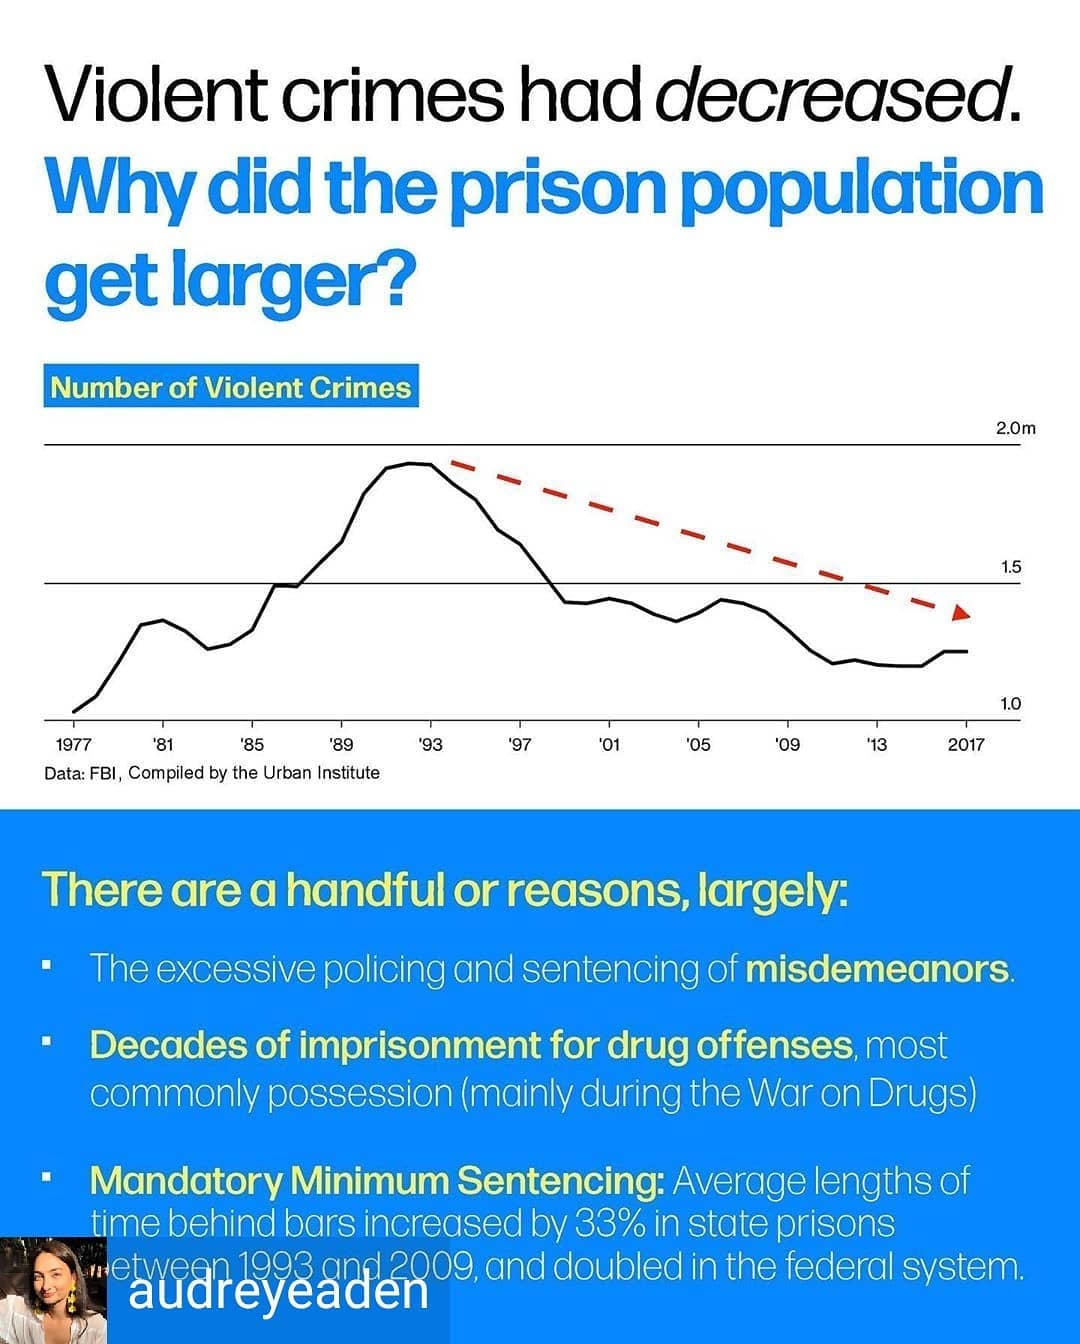 Violent crimes had decreased.
Why did the prison population
get larger?
Number of Violent Crimes
2.0m
1.5
1.0
1977 '81 '85 '89 '93 '97 '01 '05 '09 '13 2017
Data: FBI, Compiled by the Urban Institute
There are a handful or reasons, largely:
▪ The excessive policing and sentencing of misdemeanors.
▪ Decades of imprisonment for drug offenses, most
commonly possession (mainly during the War on Drugs)
▪ Mandatory Minimum Sentencing: Average lengths of
time behind bars increased by 33% in state prisons
between 1993 and 2009, and doubled in the federal system.
audreyeaden